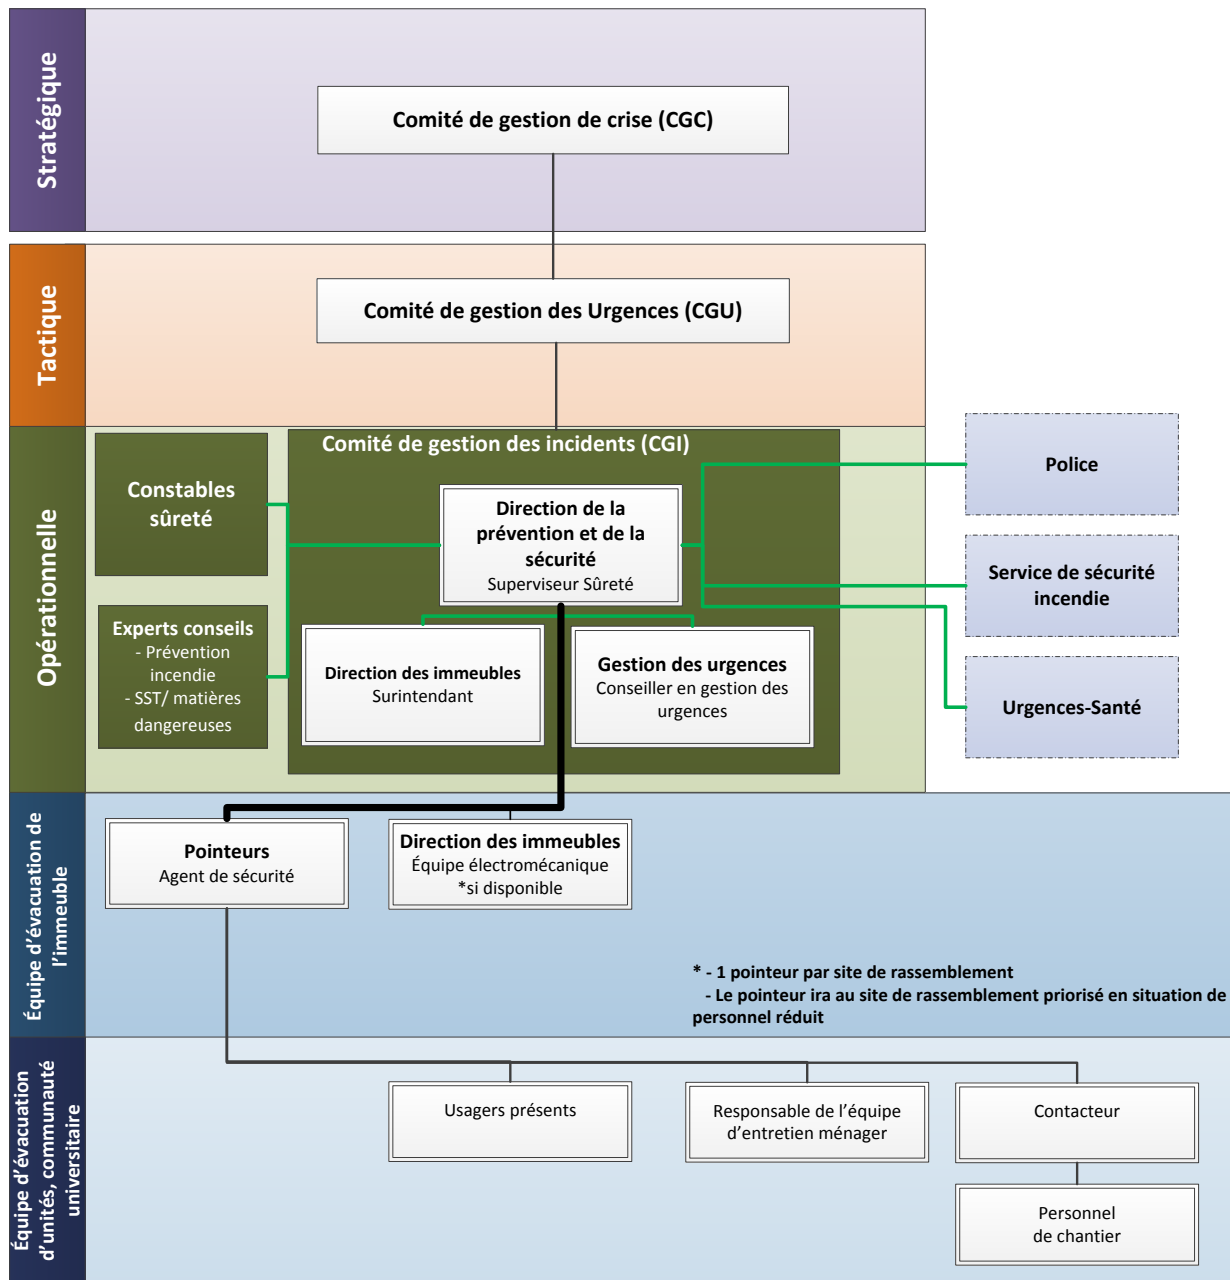 Stratégique
Comité de gestion de crise (CGC)
Tactique
Comité de gestion des Urgences (CGU)
Opérationnelle
Constables
sûreté
Experts conseils
- Prévention
incendie
- SST/ matières
dangereuses
Comité de gestion des incidents (CGI)
Direction de la
prévention et de la
sécurité
Superviseur Sûreté
Direction des immeubles
Surintendant
Gestion des urgences
Conseiller en gestion des
urgences
Police
Service de sécurité
incendie
Urgences-Santé
Équipe d’évacuation de
l’immeuble
Pointeurs
Agent de sécurité
Direction des immeubles
Équipe électromécanique
*si disponible
* - 1 pointeur par site de rassemblement
- Le pointeur ira au site de rassemblement priorisé en situation de
personnel réduit
Équipe d’évacuation
d’unités, communauté
universitaire
Usagers présents
Responsable de l’équipe
d’entretien ménager
Contacteur
Personnel
de chantier